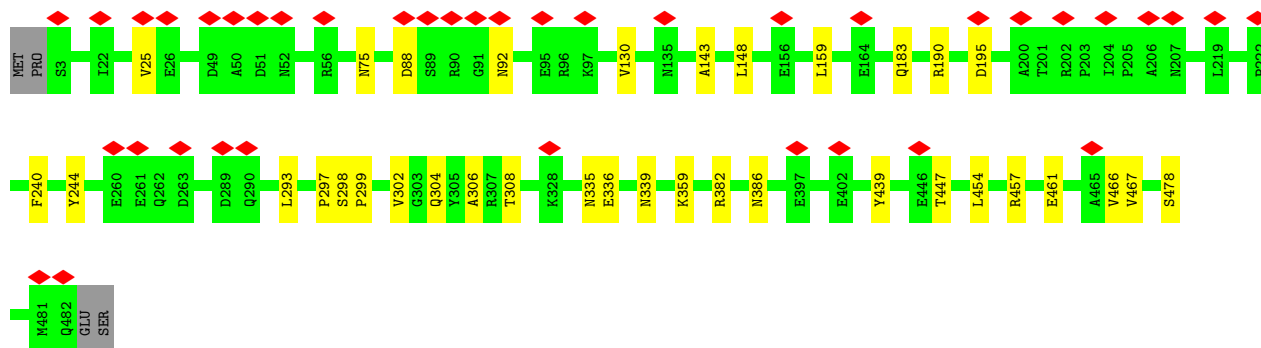 MET PRO S3 I22 V25 E26 D49 A50 D51 N52 R56 N75 D88 S89 R90 G91 N92 E95 R96 K97 V130 N135 A143 L148 E156 L159 E164 Q183 R190 D195 A200 T201 R202 P203 I204 P205 A206 N207 L219
F240 Y244 E260 E261 Q262 D263 D289 Q290 L293 P297 S298 P299 V302 G303 Q304 Y305 A306 R307 T308 K328 N335 E336 N339 K359 R382 N386 E397 E402 Y439 E446 T447 L454 R457 E461 A465 V466 V467 S478
M481 Q482 GLU SER